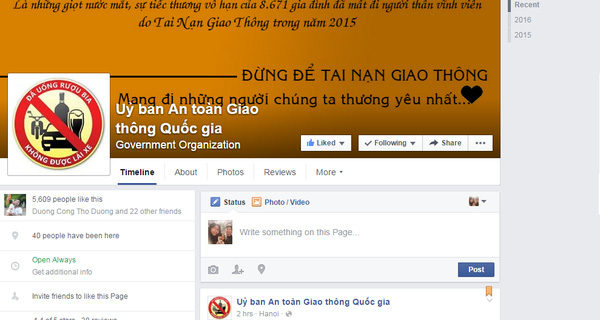 Là những giọt nước mắt, sự tiếc thương vô hạn của 8.671 gia đình đã mất đi người thân vĩnh viễn
do Tai Nạn Giao Thông trong năm 2015
ĐỪNG ĐỂ TAI NẠN GIAO THÔNG
Mang đi những người chúng ta thương yêu nhất...
ĐÃ UỐNG RƯỢU BIA
KHÔNG ĐƯỢC LÁI XE
Uỷ ban An toàn Giao
thông Quốc gia
Government Organization
Liked
Following
Share
Timeline About Photos Reviews More
Recent
2016
2015
5,609 people like this
Duong Cong Tho Duong and 22 other friends
40 people have been here
Open Always
Get additional info
Invite friends to like this Page
Status Photo / Video
Write something on this Page...
Post
Uỷ ban An toàn Giao thông Quốc gia
2 hrs · Hanoi ·